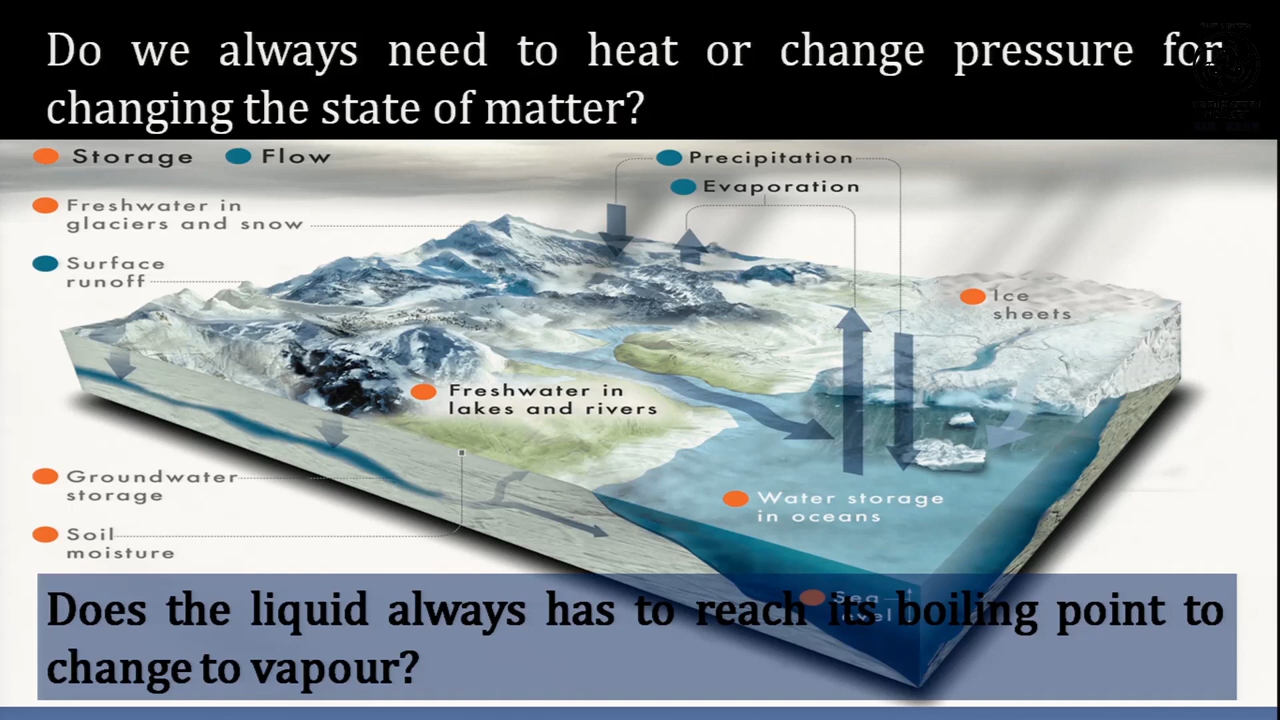 Do we always need to heat or change pressure for
changing the state of matter?
Storage Flow
Precipitation
Evaporation
Freshwater in
glaciers and snow
Surface
runoff
Ice
sheets
Freshwater in
lakes and rivers
Groundwater
storage
Water storage
in oceans
Soil
moisture
Sea
level
Does the liquid always has to reach its boiling point to
change to vapour?